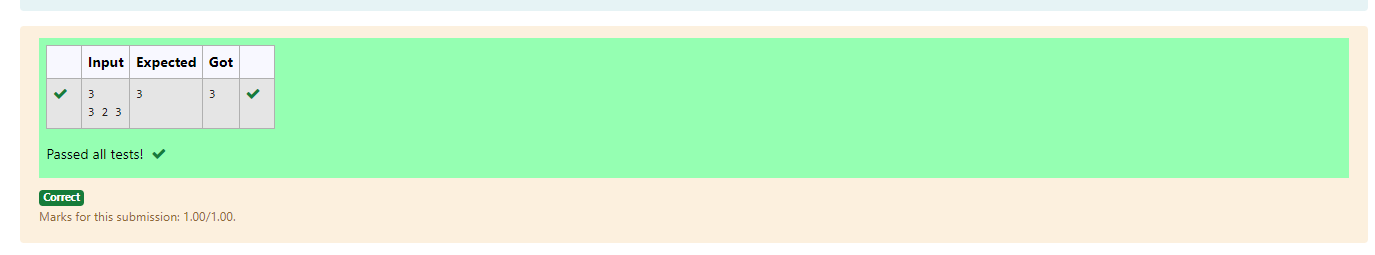 Input Expected Got
3 3 3
3 2 3
Passed all tests!
Correct
Marks for this submission: 1.00/1.00.